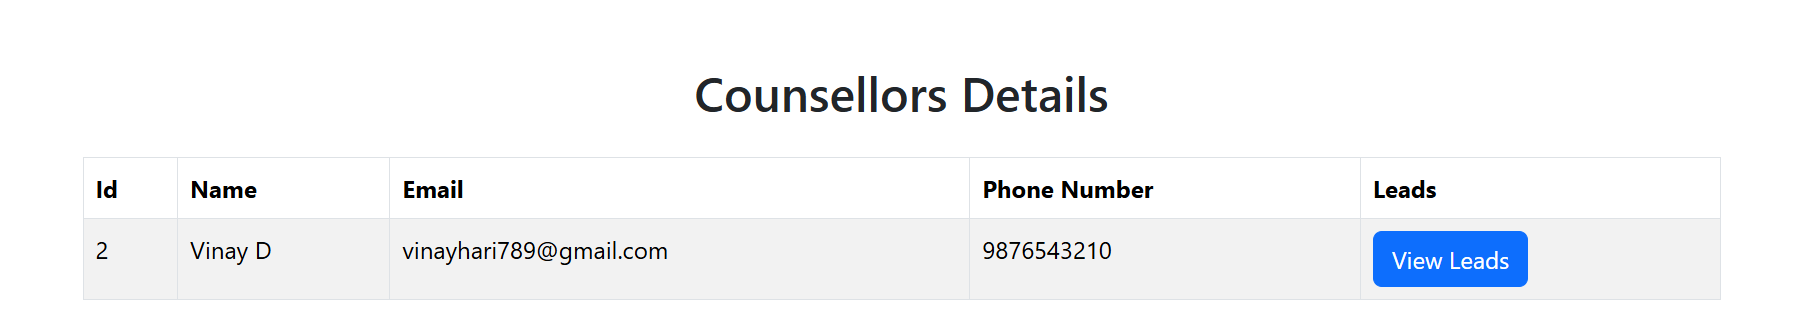 Counsellors Details
Id Name Email Phone Number Leads
2 Vinay D vinayhari789@gmail.com 9876543210 View Leads